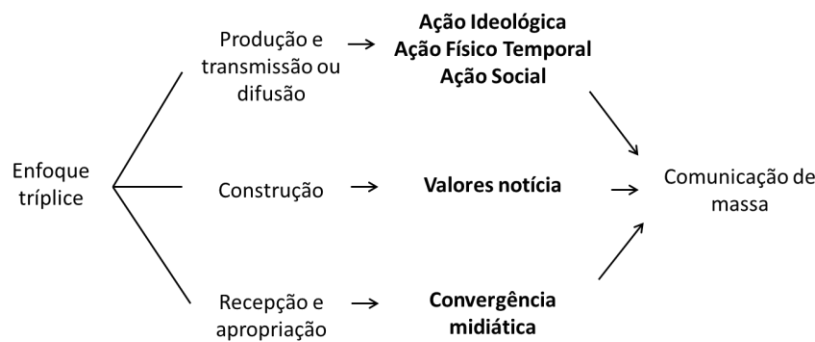 Enfoque
tríplice
Produção e
transmissão ou
difusão
Ação Ideológica
Ação Físico Temporal
Ação Social
Construção
Valores notícia
Recepção e
apropriação
Convergência
midiática
Comunicação de
massa